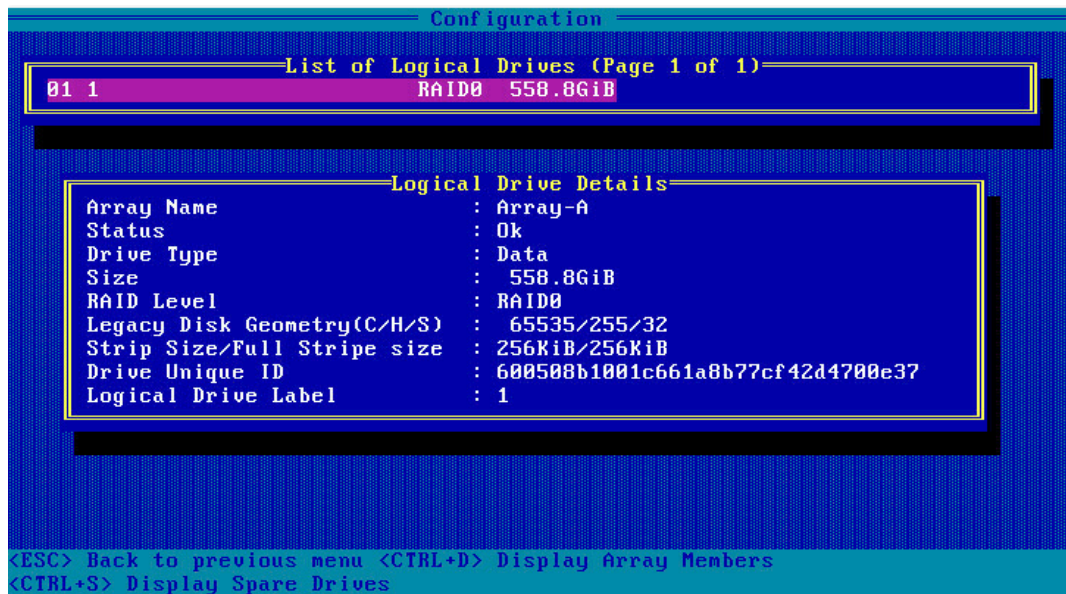 Configuration
List of Logical Drives (Page 1 of 1)
01 1 RAID0 558.8GiB
Logical Drive Details
Array Name : Array-A
Status : Ok
Drive Type : Data
Size : 558.8GiB
RAID Level : RAID0
Legacy Disk Geometry(C/H/S) : 65535/255/32
Strip Size/Full Stripe size : 256KiB/256KiB
Drive Unique ID : 600508b1001c661a8b77cf42d4700e37
Logical Drive Label : 1
<ESC> Back to previous menu <CTRL+D> Display Array Members
<CTRL+S> Display Spare Drives